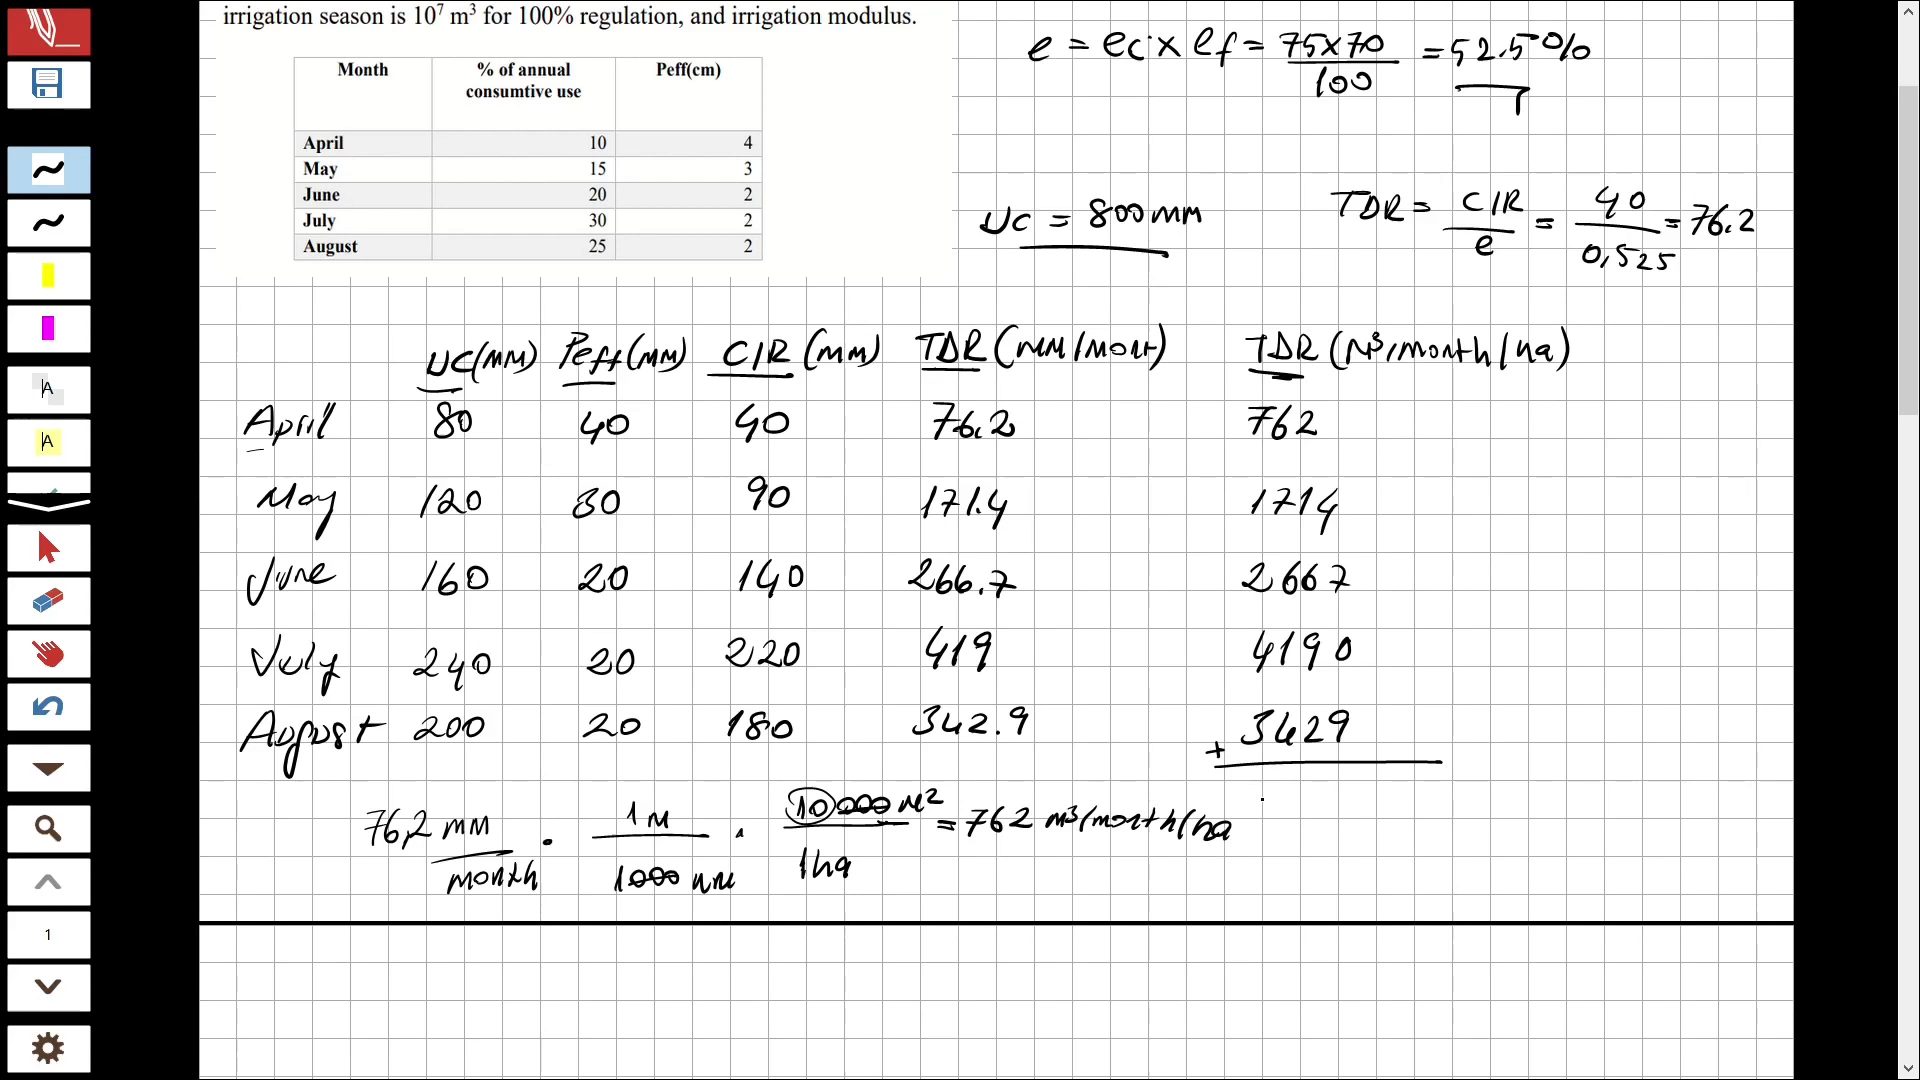 irrigation season is 10⁷ m³ for 100% regulation, and irrigation modulus.
Month % of annual consumtive use Peff(cm)
April 10 4
May 15 3
June 20 2
July 30 2
August 25 2
e = ec x ef = 75x70/100 = 52.5%
UC = 800mm
TDR = CIR/e = 40/0,525 = 76.2
UC(MM) Peff(MM) CIR (mm) TDR (MM/Mont) TDR (M³/month/ha)
April 80 40 40 76.2 762
May 120 30 90 171.4 1714
June 160 20 140 266.7 2667
July 240 20 220 419 4190
August 200 20 180 342.9 + 3429
76,2 mm/month . 1M/1000 mm . 10000 M²/1ha = 762 m³/month/ha
A
A
1